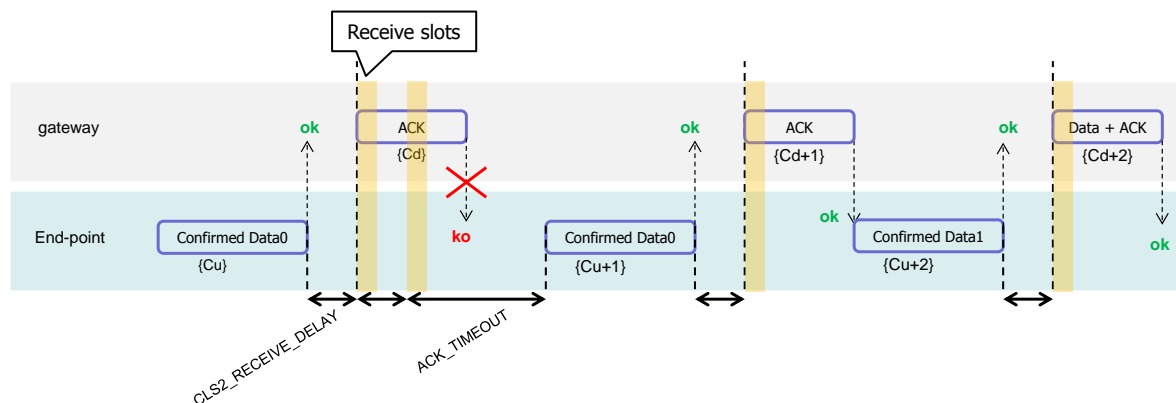 Receive slots
gateway
ok
ACK
{Cd}
ok
ACK
{Cd+1}
ok
Data + ACK
{Cd+2}
End-point
Confirmed Data0
{Cu}
ko
Confirmed Data0
{Cu+1}
ok
Confirmed Data1
{Cu+2}
ok
CLS2_RECEIVE_DELAY
ACK_TIMEOUT